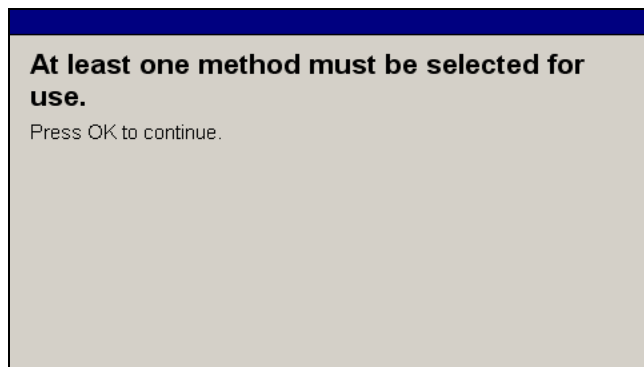 At least one method must be selected for
use.
Press OK to continue.